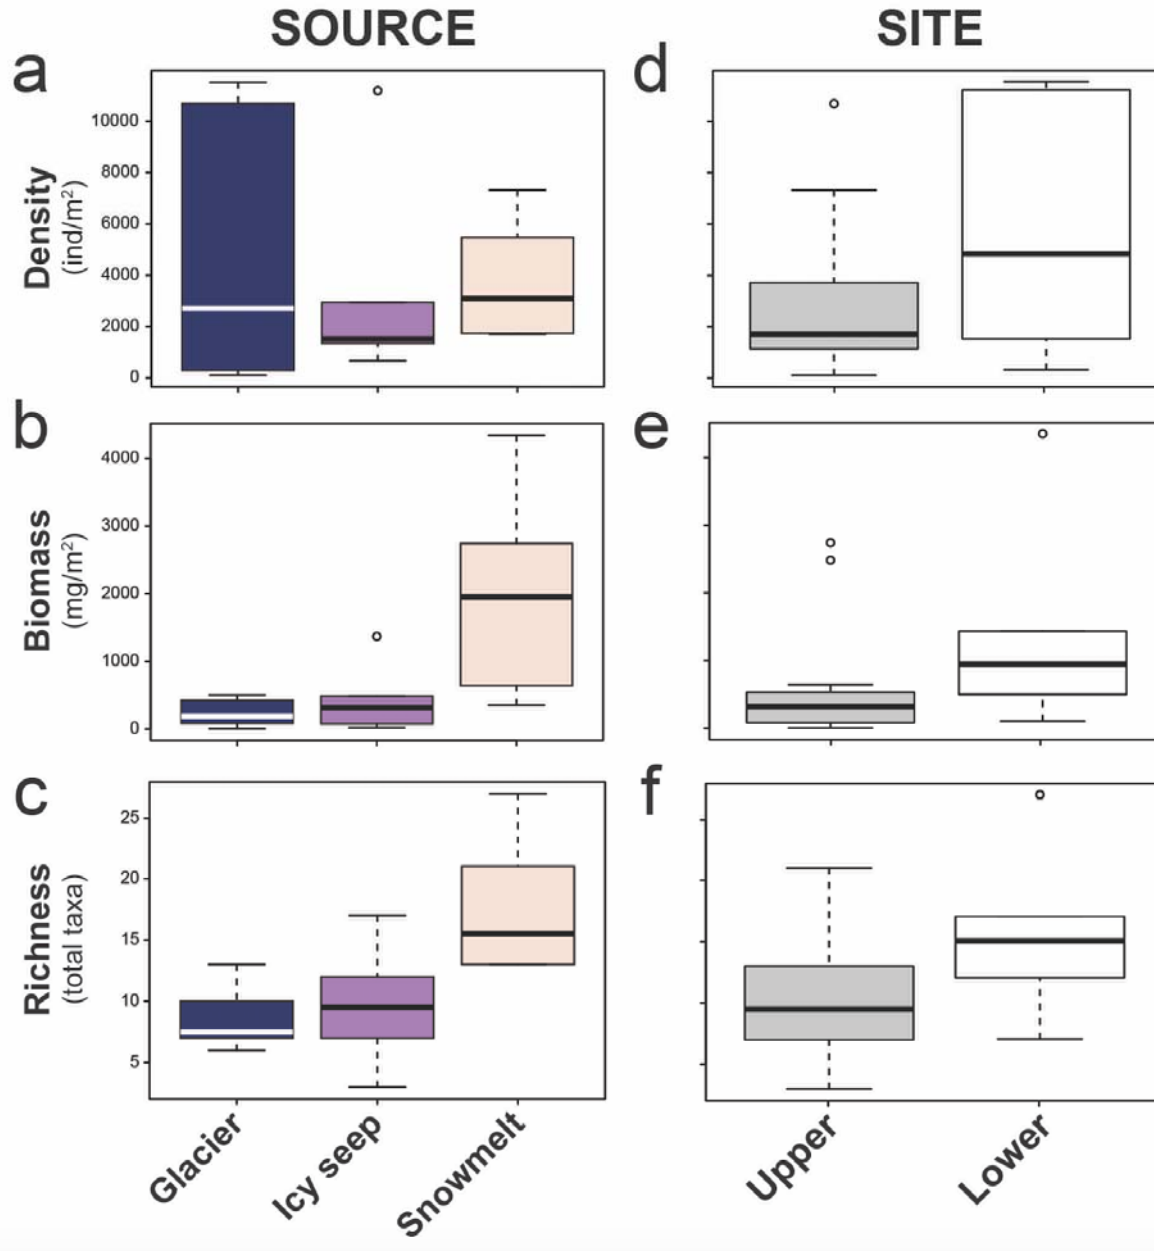 SOURCE
SITE
a
Density
(ind/m²)
10000
8000
6000
4000
2000
0
d
b
Biomass
(mg/m²)
4000
3000
2000
1000
0
e
c
Richness
(total taxa)
25
20
15
10
5
f
Glacier
Icy seep
Snowmelt
Upper
Lower